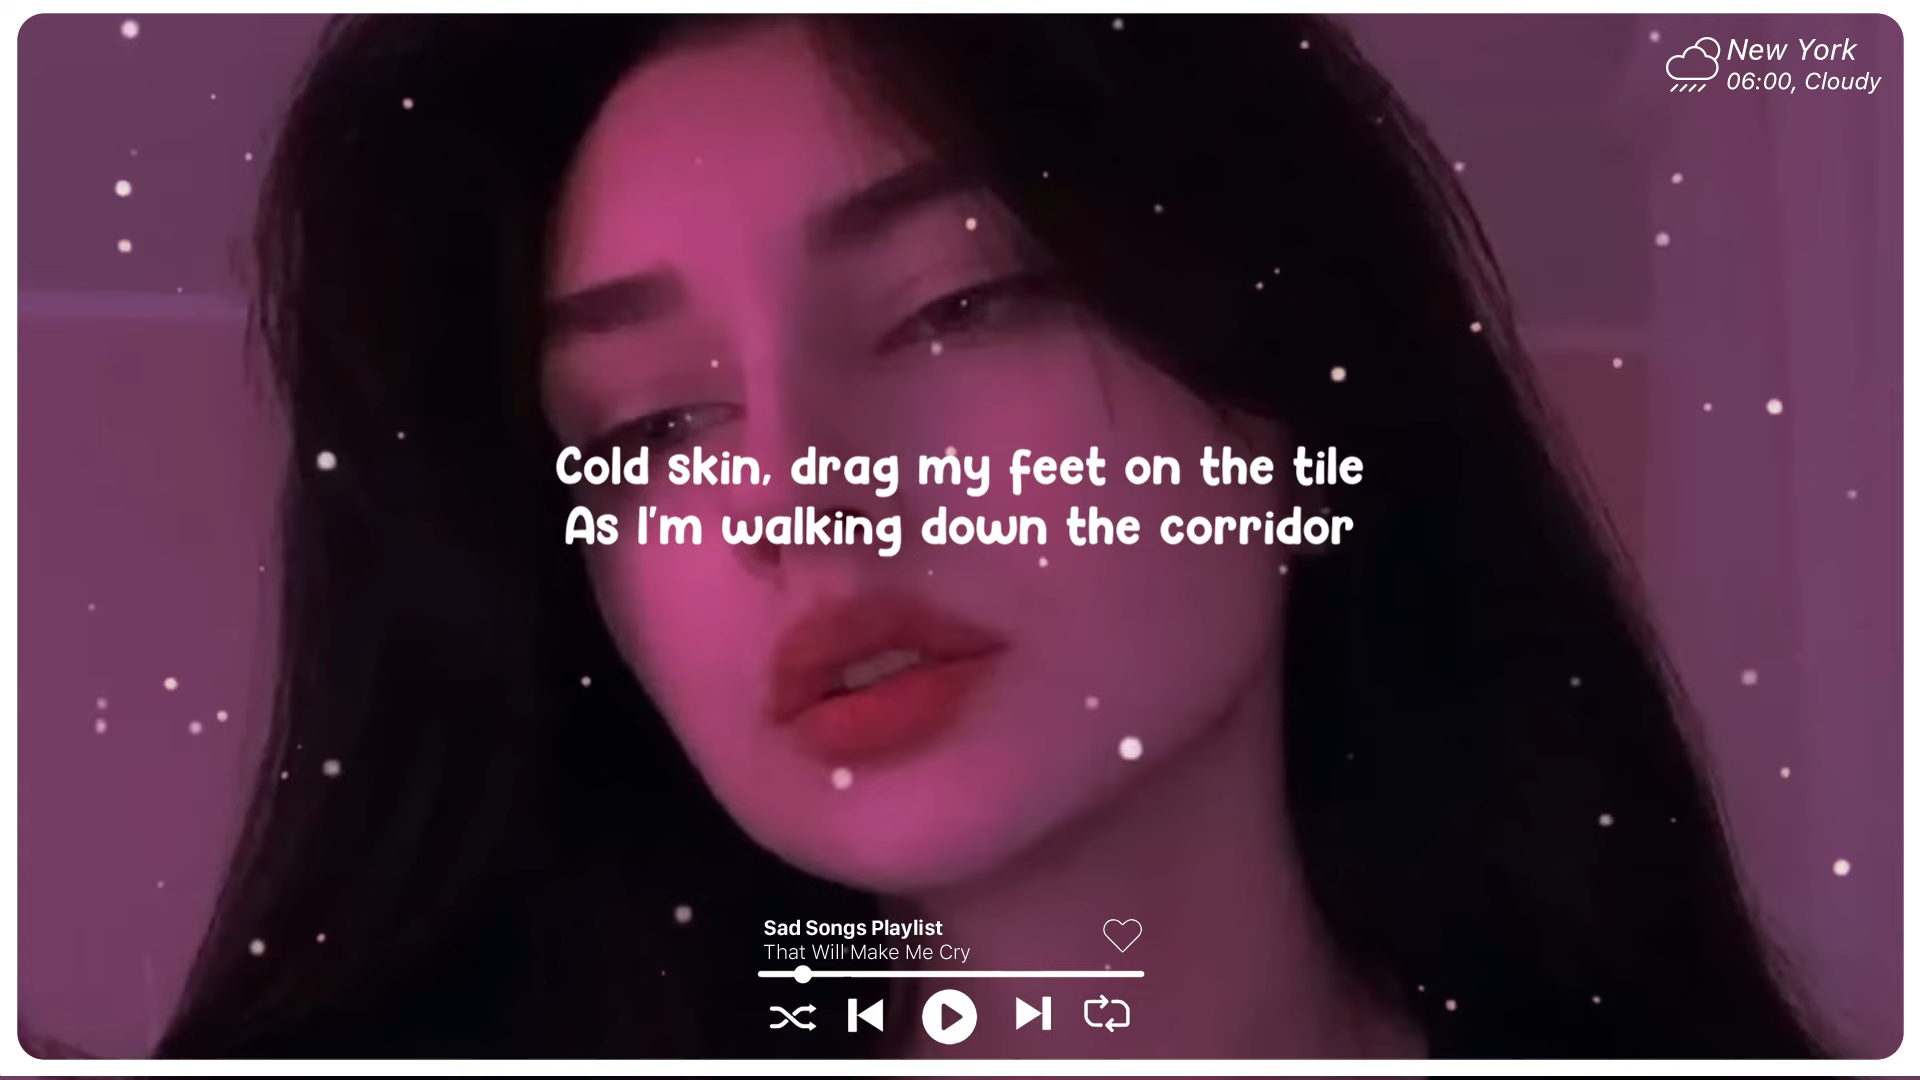 New York
06:00, Cloudy
Cold skin, drag my feet on the tile
As I'm walking down the corridor
Sad Songs Playlist
That Will Make Me Cry